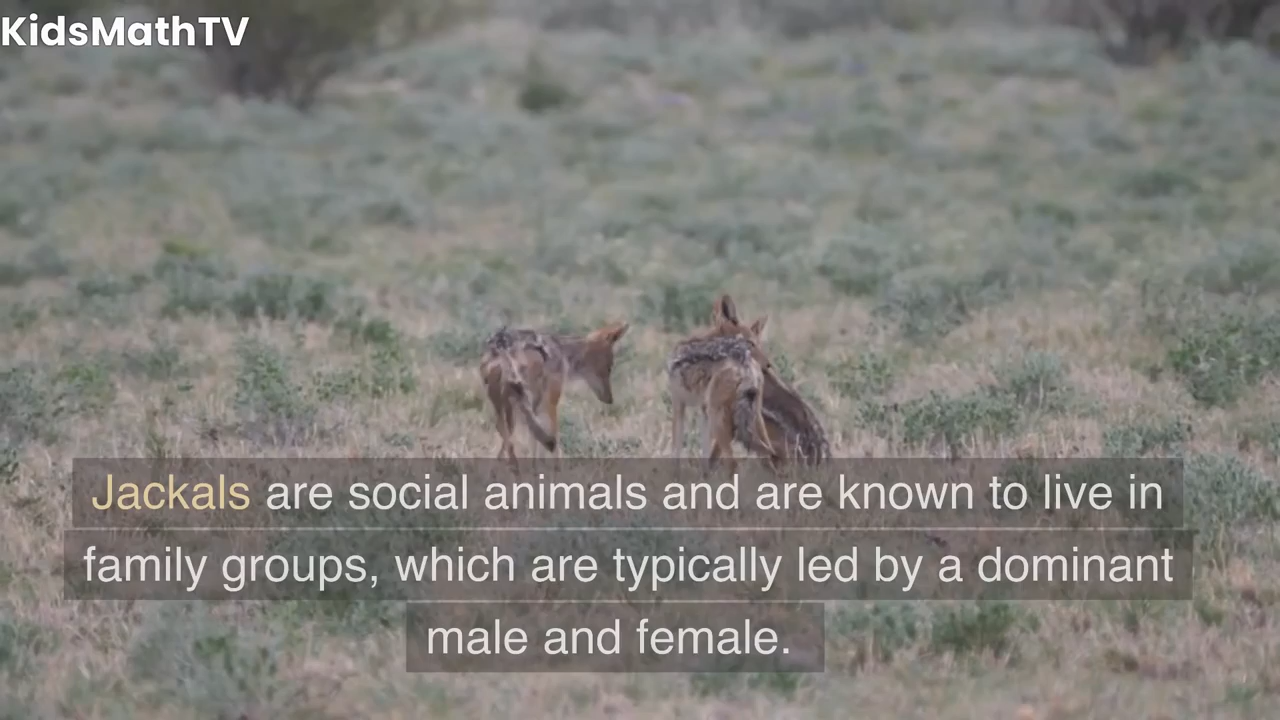 KidsMathTV
Jackals are social animals and are known to live in
family groups, which are typically led by a dominant
male and female.